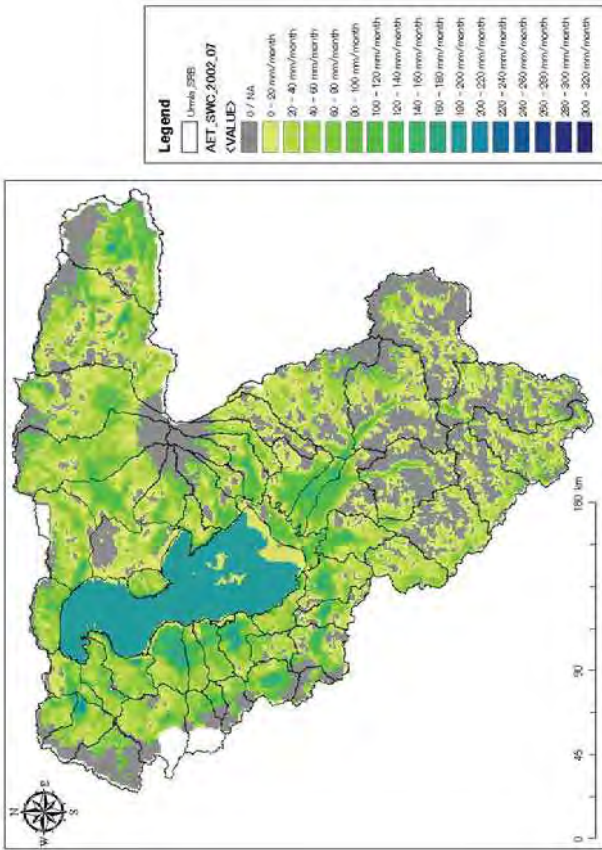 Legend
Urmia_SRB
AET_SWC_2002_07
<VALUE>
0 / NA
0 - 20 mm/month
20 - 40 mm/month
40 - 60 mm/month
60 - 80 mm/month
80 - 100 mm/month
100 - 120 mm/month
120 - 140 mm/month
140 - 160 mm/month
160 - 180 mm/month
180 - 200 mm/month
200 - 220 mm/month
220 - 240 mm/month
240 - 260 mm/month
260 - 280 mm/month
280 - 300 mm/month
300 - 320 mm/month
N
W E
S
0 45 90 180 km